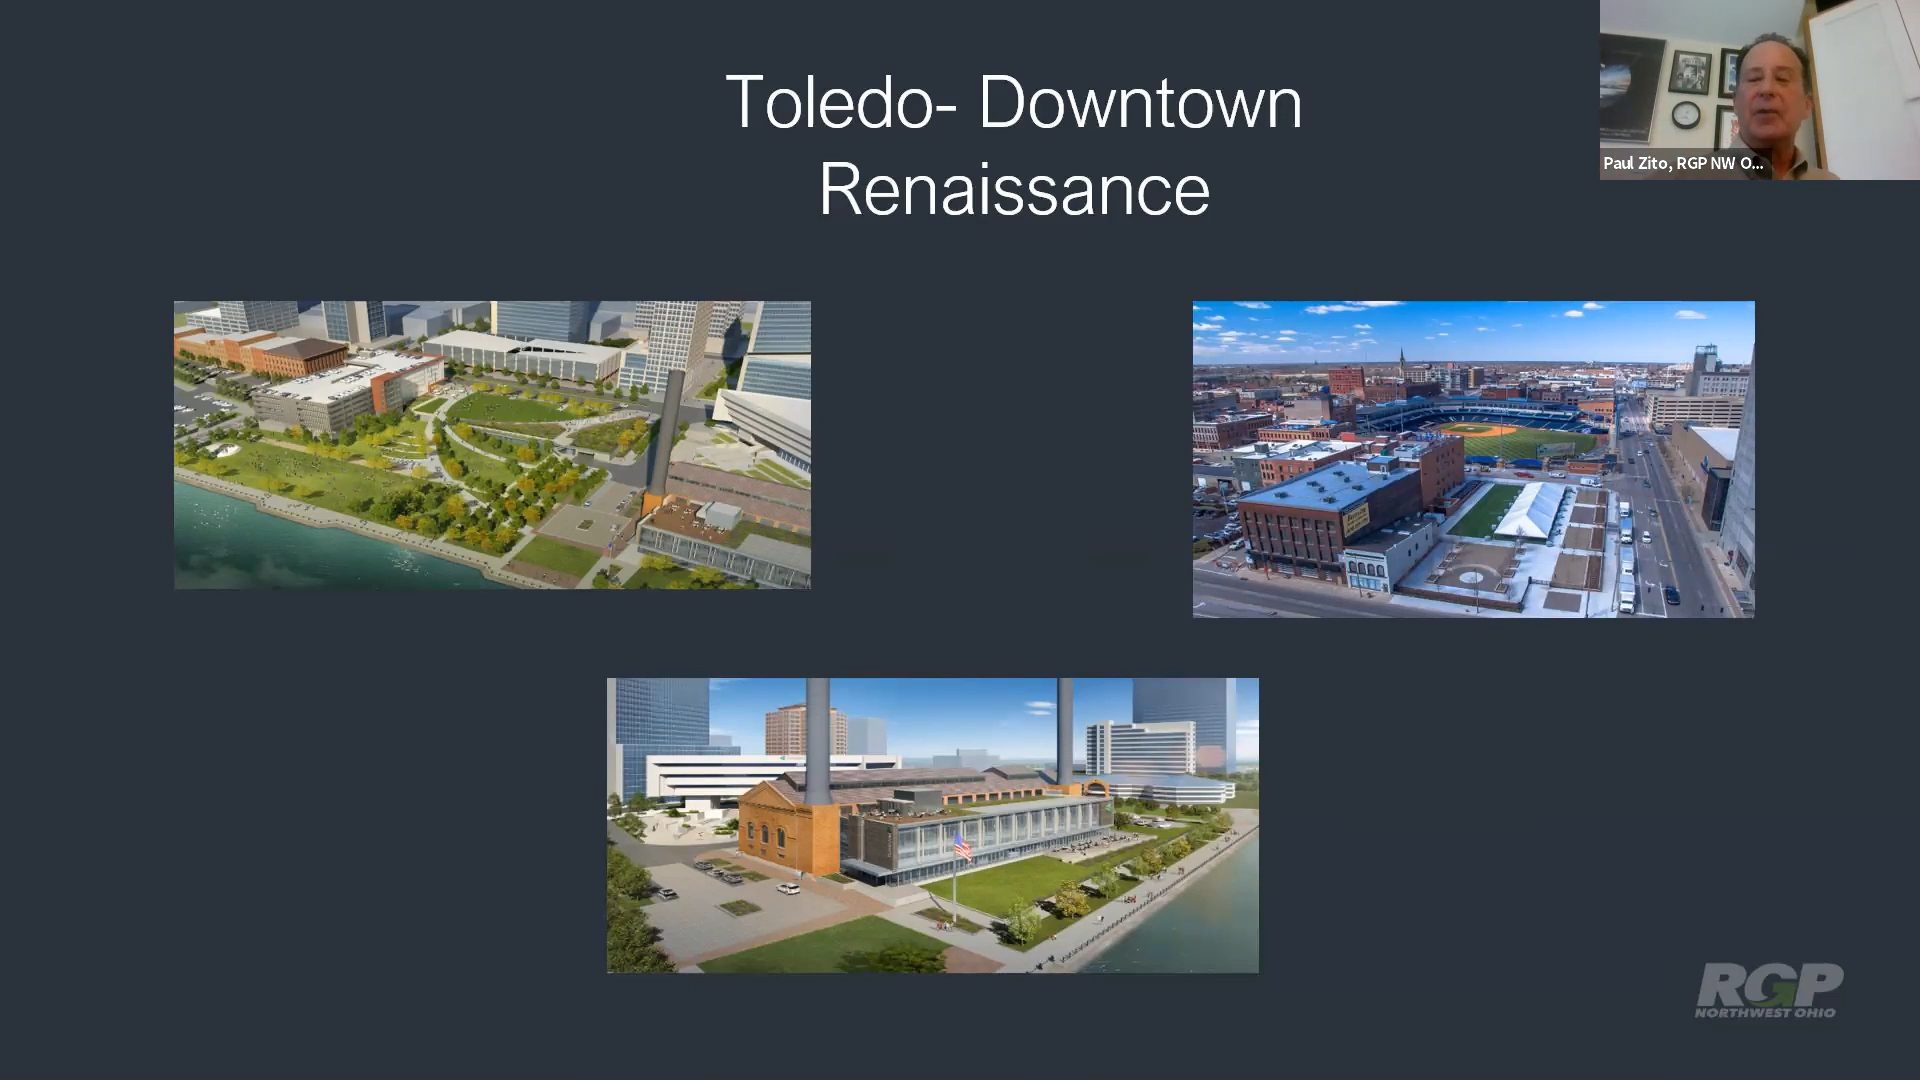 Toledo- Downtown
Renaissance
Paul Zito, RGP NW O...
RGP
NORTHWEST OHIO